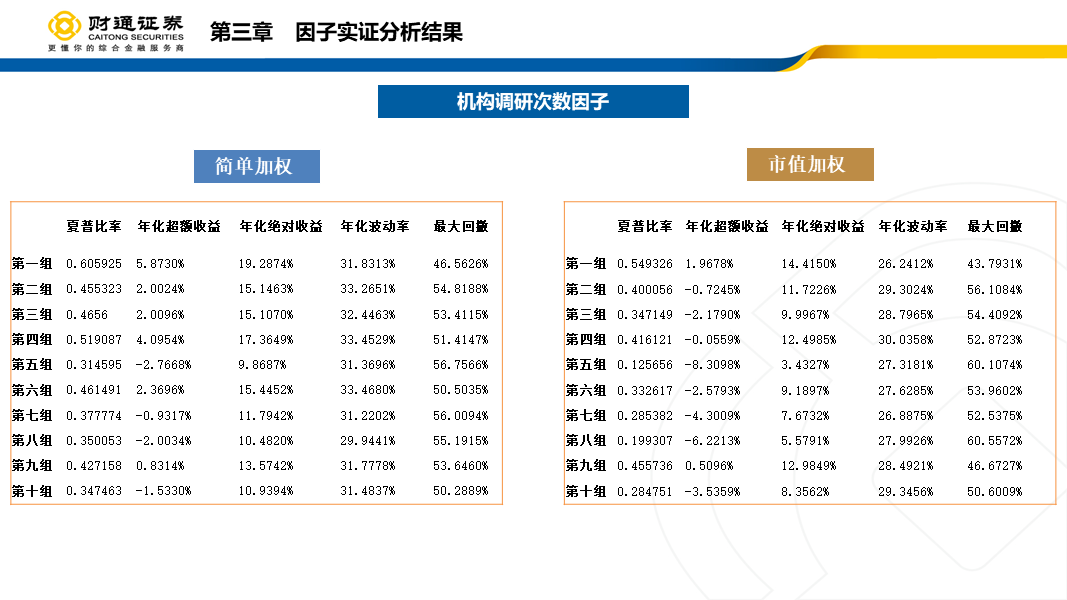 财通证券
CAITONG SECURITIES
更懂你的综合金融服务商
第三章 因子实证分析结果
机构调研次数因子
简单加权
夏普比率 年化超额收益 年化绝对收益 年化波动率 最大回撤
第一组 0.605925 5.8730% 19.2874% 31.8313% 46.5626%
第二组 0.455323 2.0024% 15.1463% 33.2651% 54.8188%
第三组 0.4656 2.0096% 15.1070% 32.4463% 53.4115%
第四组 0.519087 4.0954% 17.3649% 33.4529% 51.4147%
第五组 0.314595 -2.7668% 9.8687% 31.3696% 56.7566%
第六组 0.461491 2.3696% 15.4452% 33.4680% 50.5035%
第七组 0.377774 -0.9317% 11.7942% 31.2202% 56.0094%
第八组 0.350053 -2.0034% 10.4820% 29.9441% 55.1915%
第九组 0.427158 0.8314% 13.5742% 31.7778% 53.6460%
第十组 0.347463 -1.5330% 10.9394% 31.4837% 50.2889%
市值加权
夏普比率 年化超额收益 年化绝对收益 年化波动率 最大回撤
第一组 0.549326 1.9678% 14.4150% 26.2412% 43.7931%
第二组 0.400056 -0.7245% 11.7226% 29.3024% 56.1084%
第三组 0.347149 -2.1790% 9.9967% 28.7965% 54.4092%
第四组 0.416121 -0.0559% 12.4985% 30.0358% 52.8723%
第五组 0.125656 -8.3098% 3.4327% 27.3181% 60.1074%
第六组 0.332617 -2.5793% 9.1897% 27.6285% 53.9602%
第七组 0.285382 -4.3009% 7.6732% 26.8875% 52.5375%
第八组 0.199307 -6.2213% 5.5791% 27.9926% 60.5572%
第九组 0.455736 0.5096% 12.9849% 28.4921% 46.6727%
第十组 0.284751 -3.5359% 8.3562% 29.3456% 50.6009%